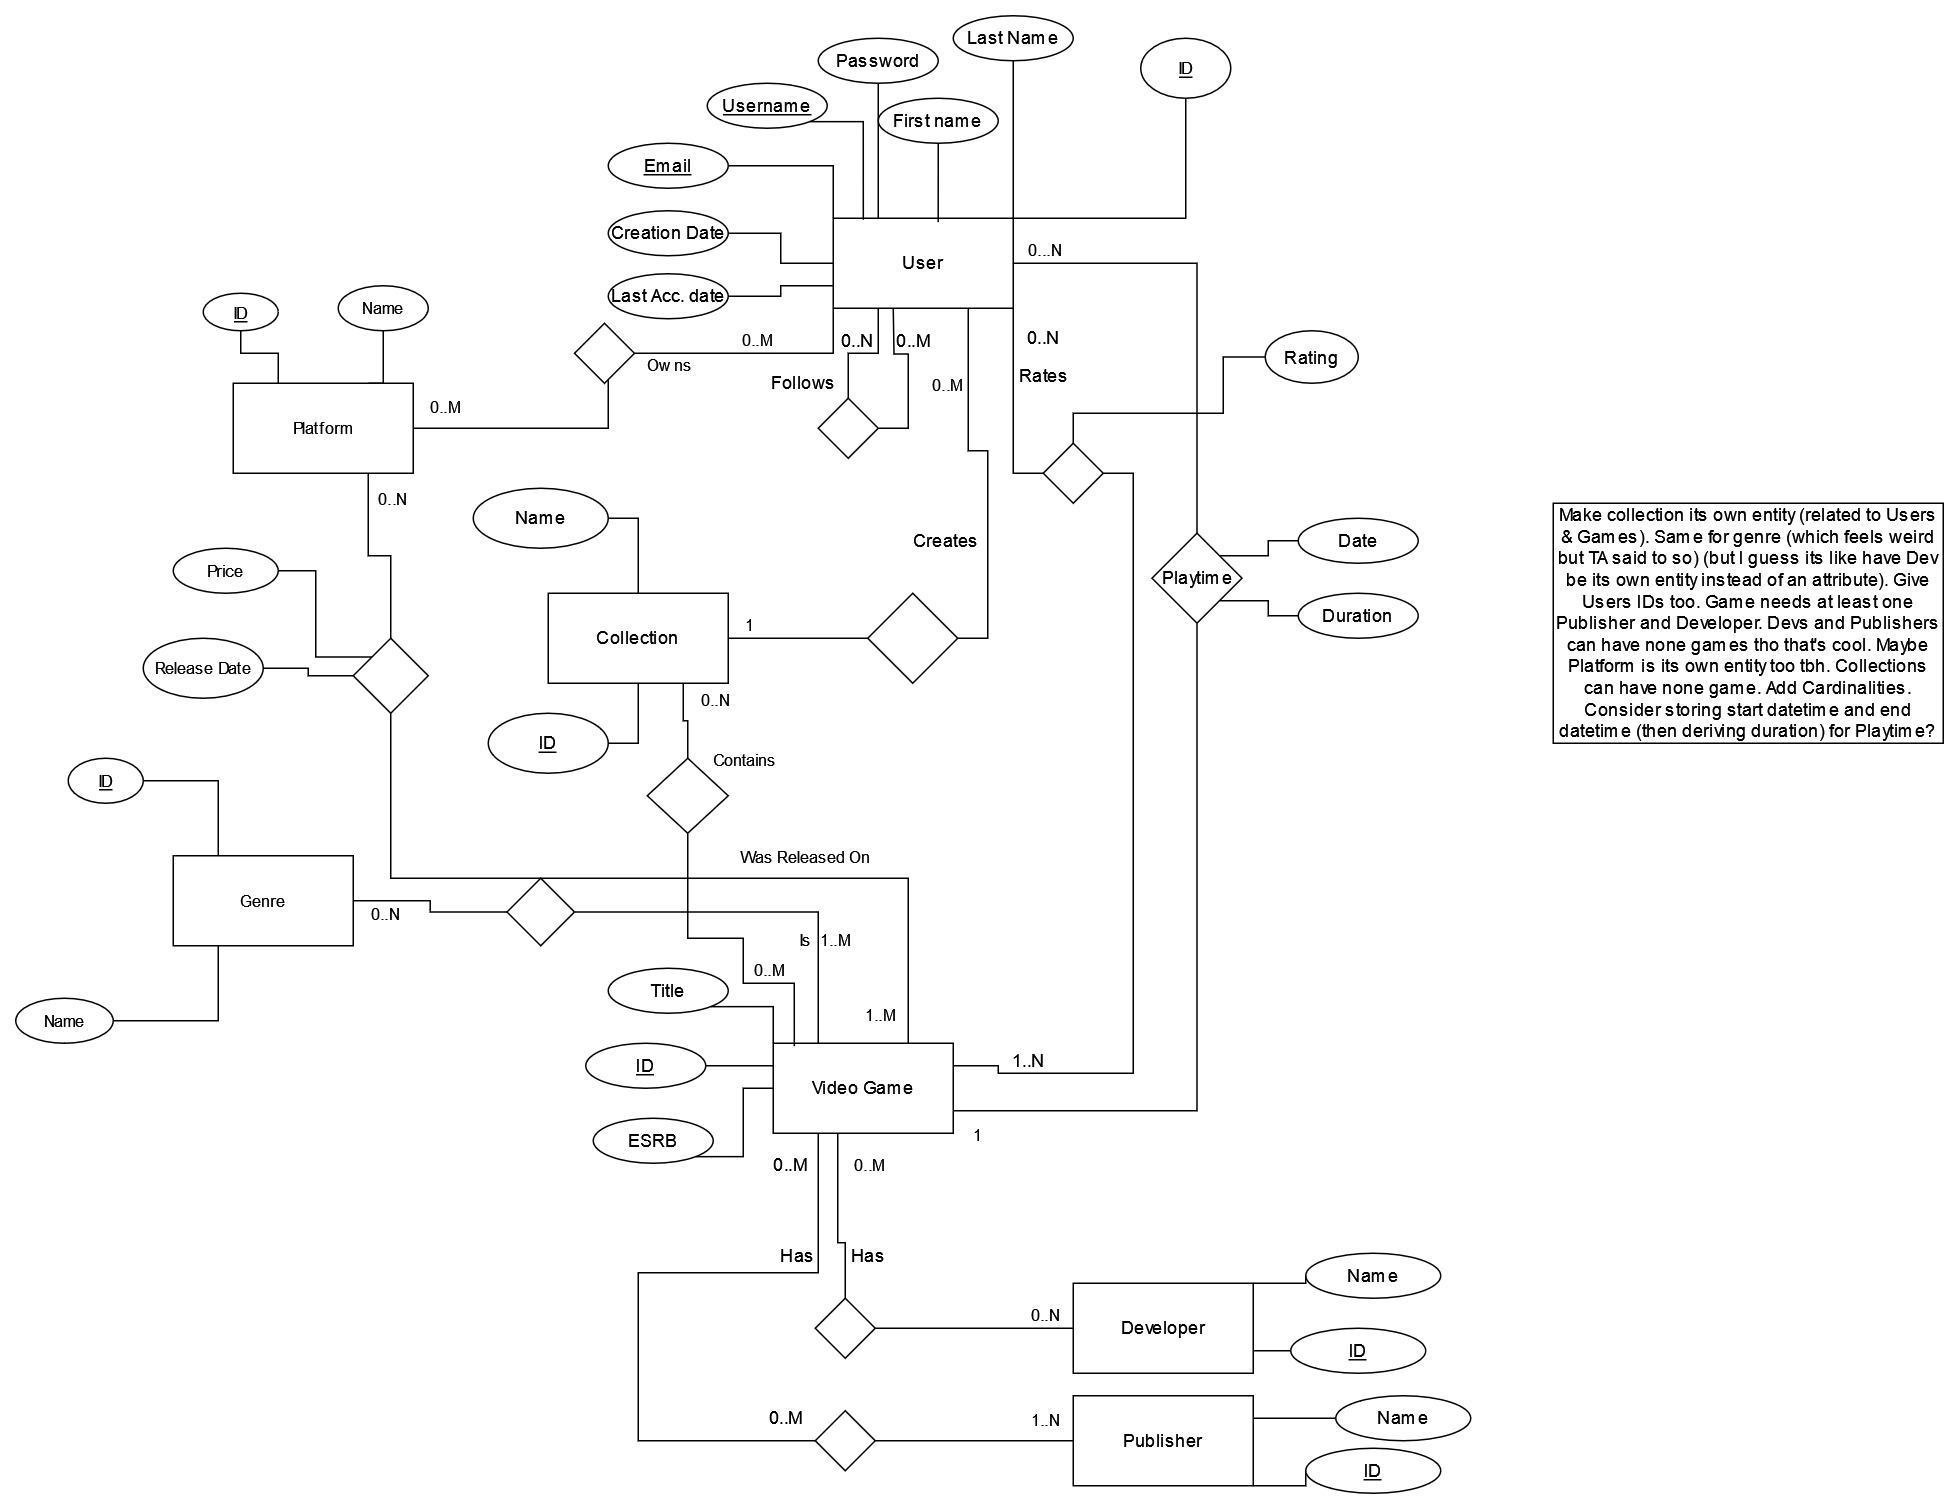 Last Name
Password
ID
Username
First name
Email
Creation Date
0...N
User
Last Acc. date
ID
Name
0..M
0..N
0..M
0..N
Owns
Follows
0..M
Rates
Rating
0..M
Platform
0..N
Name
Creates
Date
Price
Playtime
Duration
1
Collection
Release Date
0..N
ID
Contains
Make collection its own entity (related to Users
& Games). Same for genre (which feels weird
but TA said to so) (but I guess its like have Dev
be its own entity instead of an attribute). Give
Users IDs too. Game needs at least one
Publisher and Developer. Devs and Publishers
can have none games tho that's cool. Maybe
Platform is its own entity too tbh. Collections
can have none game. Add Cardinalities.
Consider storing start datetime and end
datetime (then deriving duration) for Playtime?
ID
Was Released On
Genre
0..N
Is
1..M
0..M
Title
1..M
Name
ID
1..N
Video Game
ESRB
1
0..M
0..M
Has
Has
Name
0..N
Developer
ID
0..M
1..N
Name
Publisher
ID